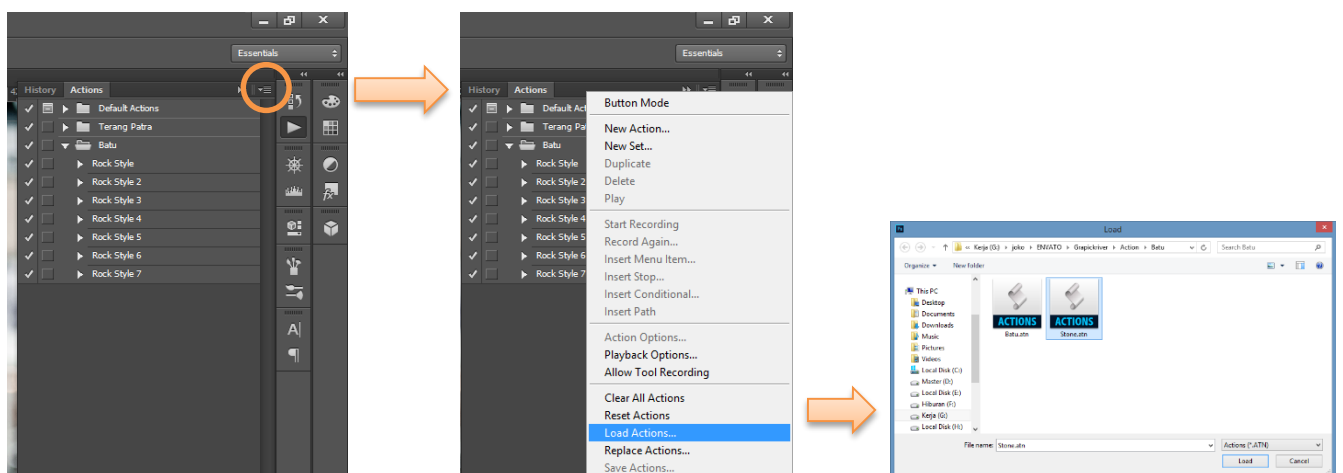 Essentials
History Actions
Default Actions
Terang Patra
Batu
Rock Style
Rock Style 2
Rock Style 3
Rock Style 4
Rock Style 5
Rock Style 6
Rock Style 7
Essentials
History Actions
Default Act
Terang Pa
Batu
Rock Style
Rock Style 2
Rock Style 3
Rock Style 4
Rock Style 5
Rock Style 6
Rock Style 7
Button Mode
New Action...
New Set...
Duplicate
Delete
Play
Start Recording
Record Again...
Insert Menu Item...
Insert Stop...
Insert Conditional...
Insert Path
Action Options...
Playback Options...
Allow Tool Recording
Clear All Actions
Reset Actions
Load Actions...
Replace Actions...
Save Actions...
Load
« Kerja (G:) › joko › ENVATO › Grapickriver › Action › Batu
Search Batu
Organize New folder
This PC
Desktop
Documents
Downloads
Music
Pictures
Videos
Local Disk (C:)
Master (D:)
Local Disk (E:)
Hiburan (F:)
Kerja (G:)
Local Disk (H:)
ACTIONS
Batu.atn
ACTIONS
Stone.atn
File name: Stone.atn
Actions (*.ATN)
Load Cancel